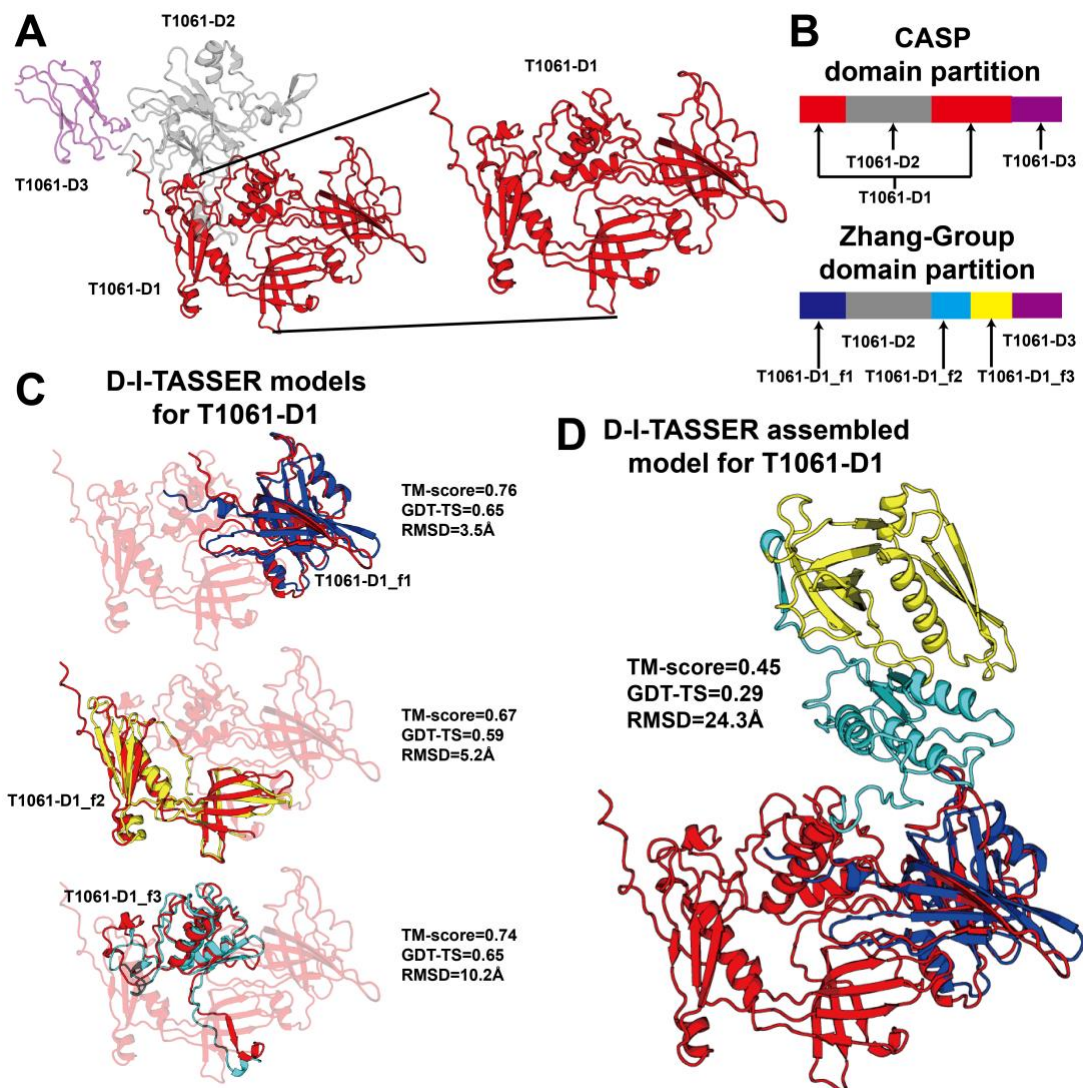 A
T1061-D2
T1061-D3
T1061-D1
T1061-D1
B
CASP
domain partition
T1061-D2
T1061-D3
T1061-D1
Zhang-Group
domain partition
T1061-D2
T1061-D3
T1061-D1_f1
T1061-D1_f2
T1061-D1_f3
C
D-I-TASSER models
for T1061-D1
TM-score=0.76
GDT-TS=0.65
RMSD=3.5Å
T1061-D1_f1
TM-score=0.67
GDT-TS=0.59
RMSD=5.2Å
T1061-D1_f2
T1061-D1_f3
TM-score=0.74
GDT-TS=0.65
RMSD=10.2Å
D
D-I-TASSER assembled
model for T1061-D1
TM-score=0.45
GDT-TS=0.29
RMSD=24.3Å